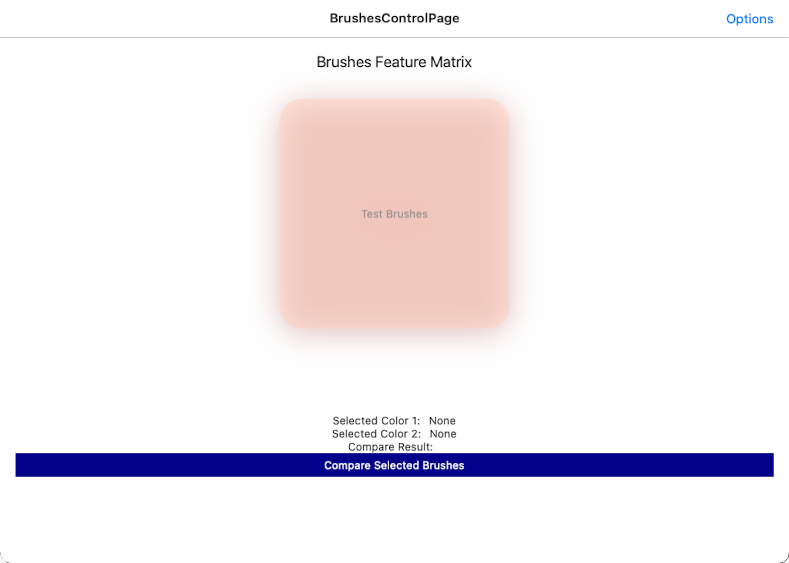 BrushesControlPage
Options
Brushes Feature Matrix
Test Brushes
Selected Color 1: None
Selected Color 2: None
Compare Result:
Compare Selected Brushes